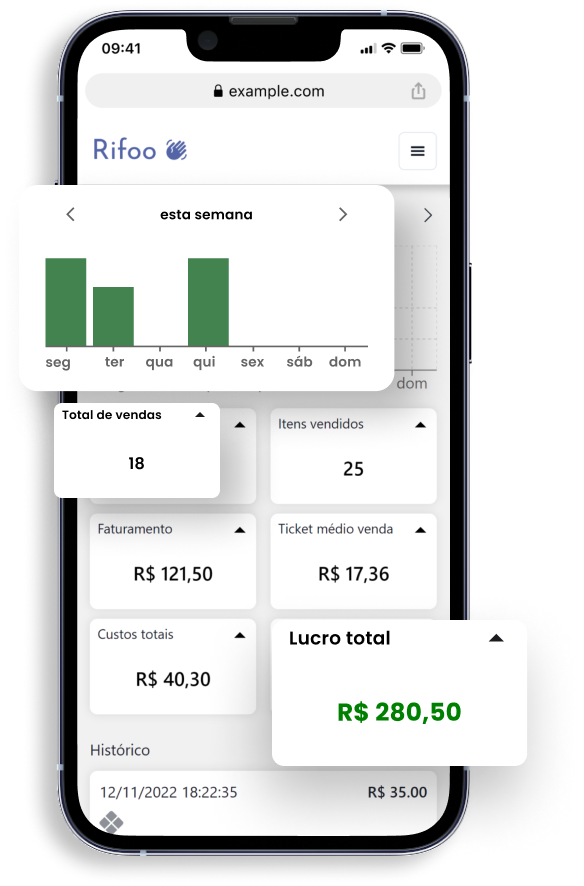 09:41
example.com
Rifoo
esta semana
seg ter qua qui sex sáb dom
dom
Total de vendas
18
Itens vendidos
25
Faturamento
R$ 121,50
Ticket médio venda
R$ 17,36
Custos totais
R$ 40,30
Lucro total
R$ 280,50
Histórico
12/11/2022 18:22:35 R$ 35.00